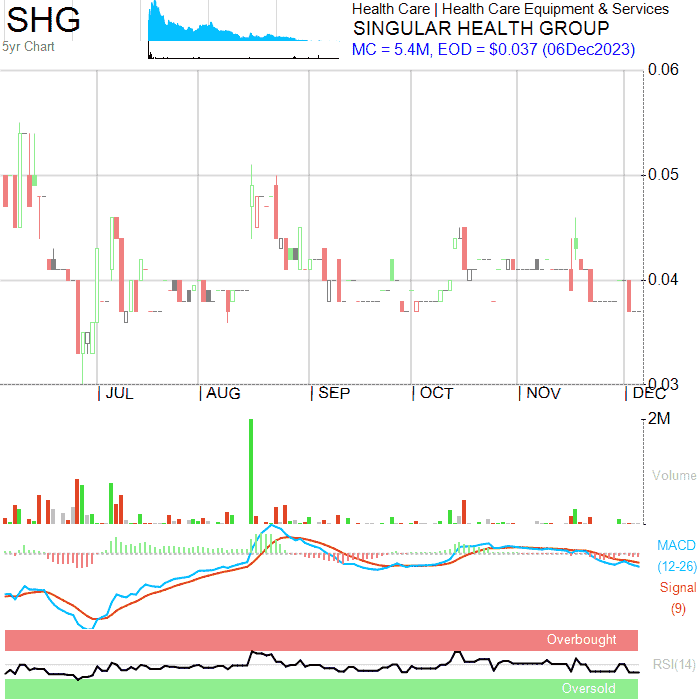 SHG
5yr Chart
Health Care | Health Care Equipment & Services
SINGULAR HEALTH GROUP
MC = 5.4M, EOD = $0.037 (06Dec2023)
0.06
0.05
0.04
0.03
| JUL | AUG | SEP | OCT | NOV | DEC
2M
Volume
MACD
(12-26)
Signal
(9)
Overbought
RSI(14)
Oversold